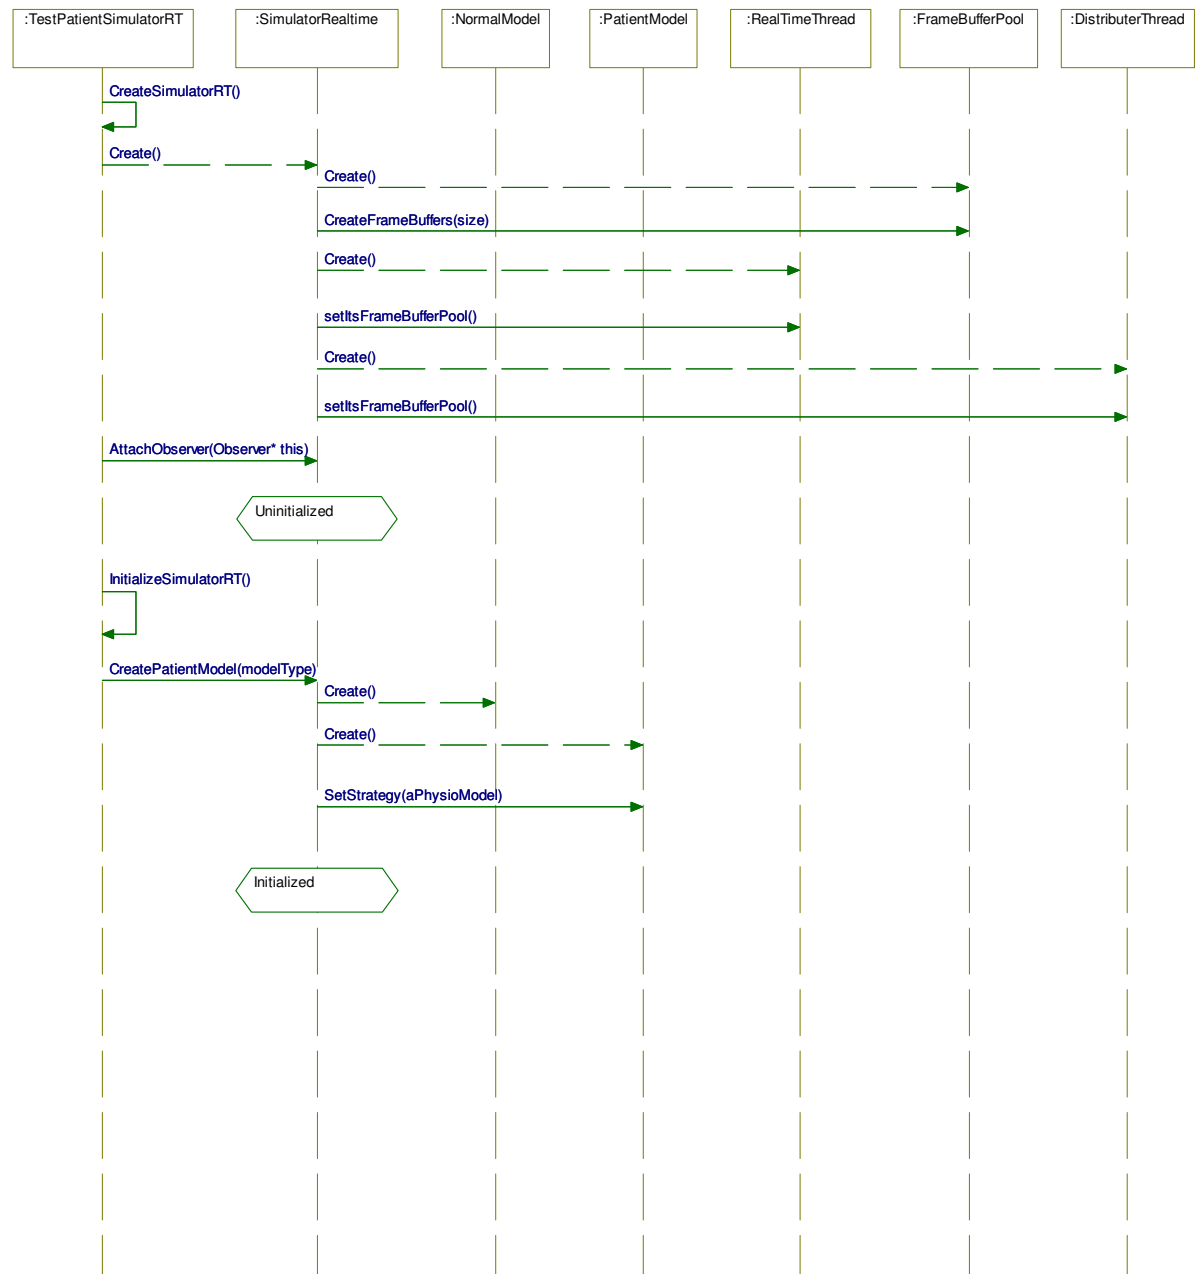 :TestPatientSimulatorRT
:SimulatorRealtime
:NormalModel
:PatientModel
:RealTimeThread
:FrameBufferPool
:DistributerThread
CreateSimulatorRT()
Create()
Create()
CreateFrameBuffers(size)
Create()
setItsFrameBufferPool()
Create()
setItsFrameBufferPool()
AttachObserver(Observer* this)
Uninitialized
InitializeSimulatorRT()
CreatePatientModel(modelType)
Create()
Create()
SetStrategy(aPhysioModel)
Initialized